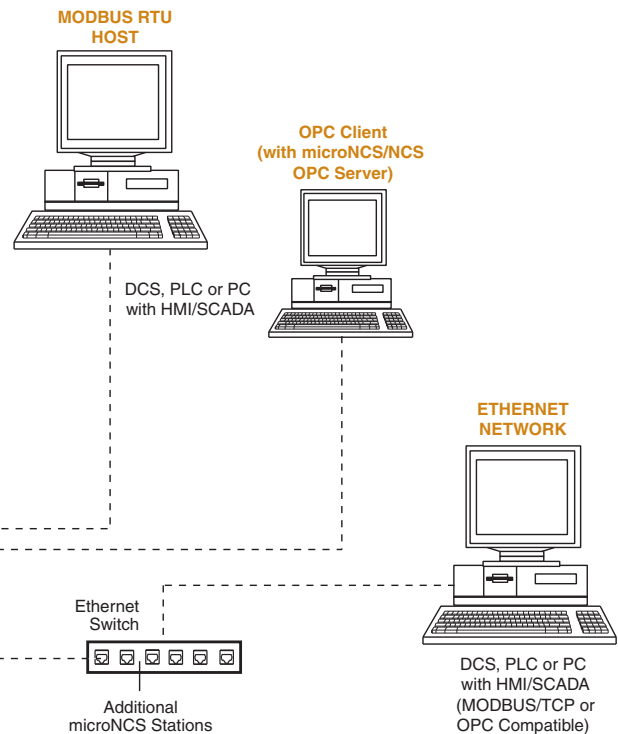 MODBUS RTU
HOST
OPC Client
(with microNCS/NCS
OPC Server)
DCS, PLC or PC
with HMI/SCADA
ETHERNET
NETWORK
Ethernet
Switch
Additional
microNCS Stations
DCS, PLC or PC
with HMI/SCADA
(MODBUS/TCP or
OPC Compatible)